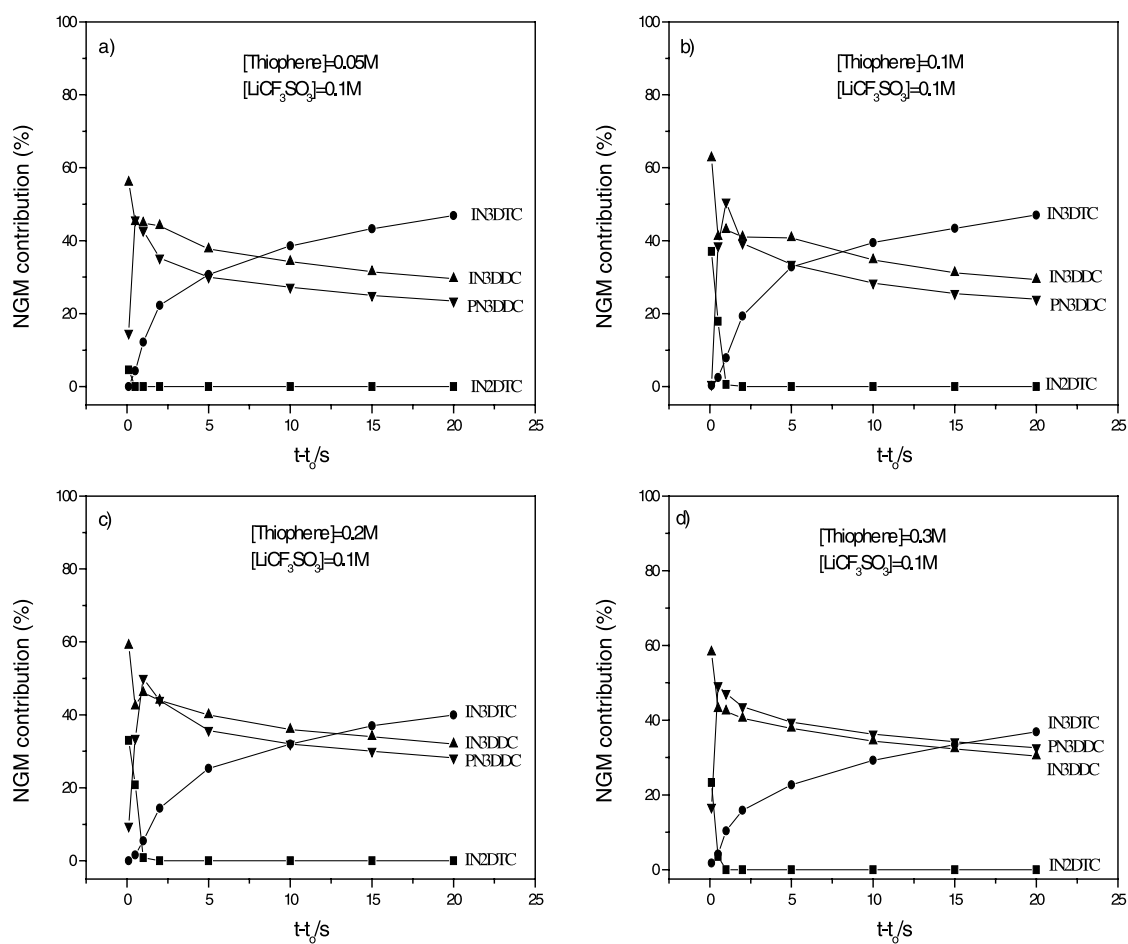 a)
[Thiophene]=0.05M
[LiCF₃SO₃]=0.1M
100
80
60
40
20
0
NGM contribution (%)
IN3DTC
IN3DDC
PN3DDC
IN2DTC
0 5 10 15 20 25
t-t₀/s
b)
[Thiophene]=0.1M
[LiCF₃SO₃]=0.1M
100
80
60
40
20
0
NGM contribution (%)
IN3DTC
IN3DDC
PN3DDC
IN2DTC
0 5 10 15 20 25
t-t₀/s
c)
[Thiophene]=0.2M
[LiCF₃SO₃]=0.1M
100
80
60
40
20
0
NGM contribution (%)
IN3DTC
IN3DDC
PN3DDC
IN2DTC
0 5 10 15 20 25
t-t₀/s
d)
[Thiophene]=0.3M
[LiCF₃SO₃]=0.1M
100
80
60
40
20
0
NGM contribution (%)
IN3DTC
PN3DDC
IN3DDC
IN2DTC
0 5 10 15 20 25
t-t₀/s